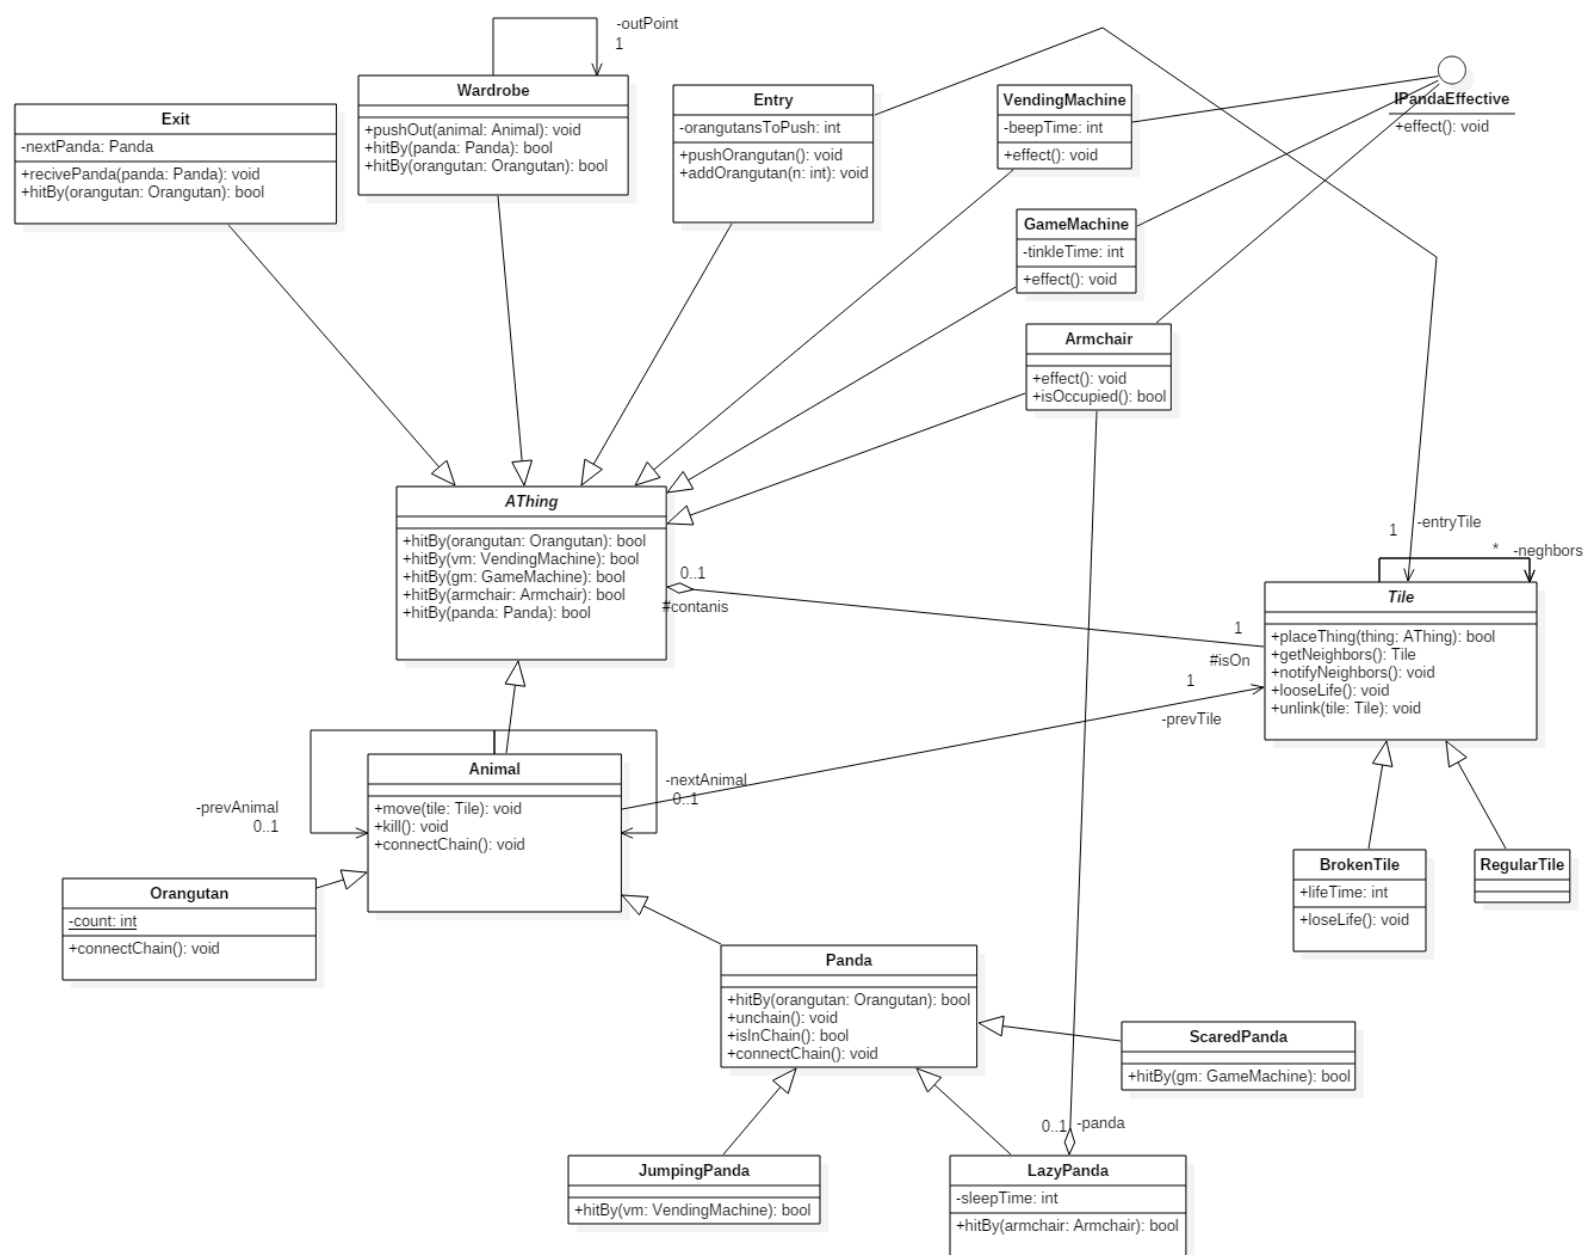 -outPoint
1
Wardrobe
+pushOut(animal: Animal): void
+hitBy(panda: Panda): bool
+hitBy(orangutan: Orangutan): bool
Exit
-nextPanda: Panda
+recivePanda(panda: Panda): void
+hitBy(orangutan: Orangutan): bool
Entry
-orangutansToPush: int
+pushOrangutan(): void
+addOrangutan(n: int): void
VendingMachine
-beepTime: int
+effect(): void
IPandaEffective
+effect(): void
GameMachine
-tinkleTime: int
+effect(): void
Armchair
+effect(): void
+isOccupied(): bool
AThing
+hitBy(orangutan: Orangutan): bool
+hitBy(vm: VendingMachine): bool
+hitBy(gm: GameMachine): bool
+hitBy(armchair: Armchair): bool
+hitBy(panda: Panda): bool
0..1
#contanis
1
-entryTile
*
-neghbors
Tile
+placeThing(thing: AThing): bool
+getNeighbors(): Tile
+notifyNeighbors(): void
+looseLife(): void
+unlink(tile: Tile): void
1
#isOn
1
-prevTile
Animal
+move(tile: Tile): void
+kill(): void
+connectChain(): void
-prevAnimal
0..1
-nextAnimal
0..1
BrokenTile
+lifeTime: int
+loseLife(): void
RegularTile
Orangutan
-count: int
+connectChain(): void
Panda
+hitBy(orangutan: Orangutan): bool
+unchain(): void
+isInChain(): bool
+connectChain(): void
ScaredPanda
+hitBy(gm: GameMachine): bool
0..1
-panda
JumpingPanda
+hitBy(vm: VendingMachine): bool
LazyPanda
-sleepTime: int
+hitBy(armchair: Armchair): bool